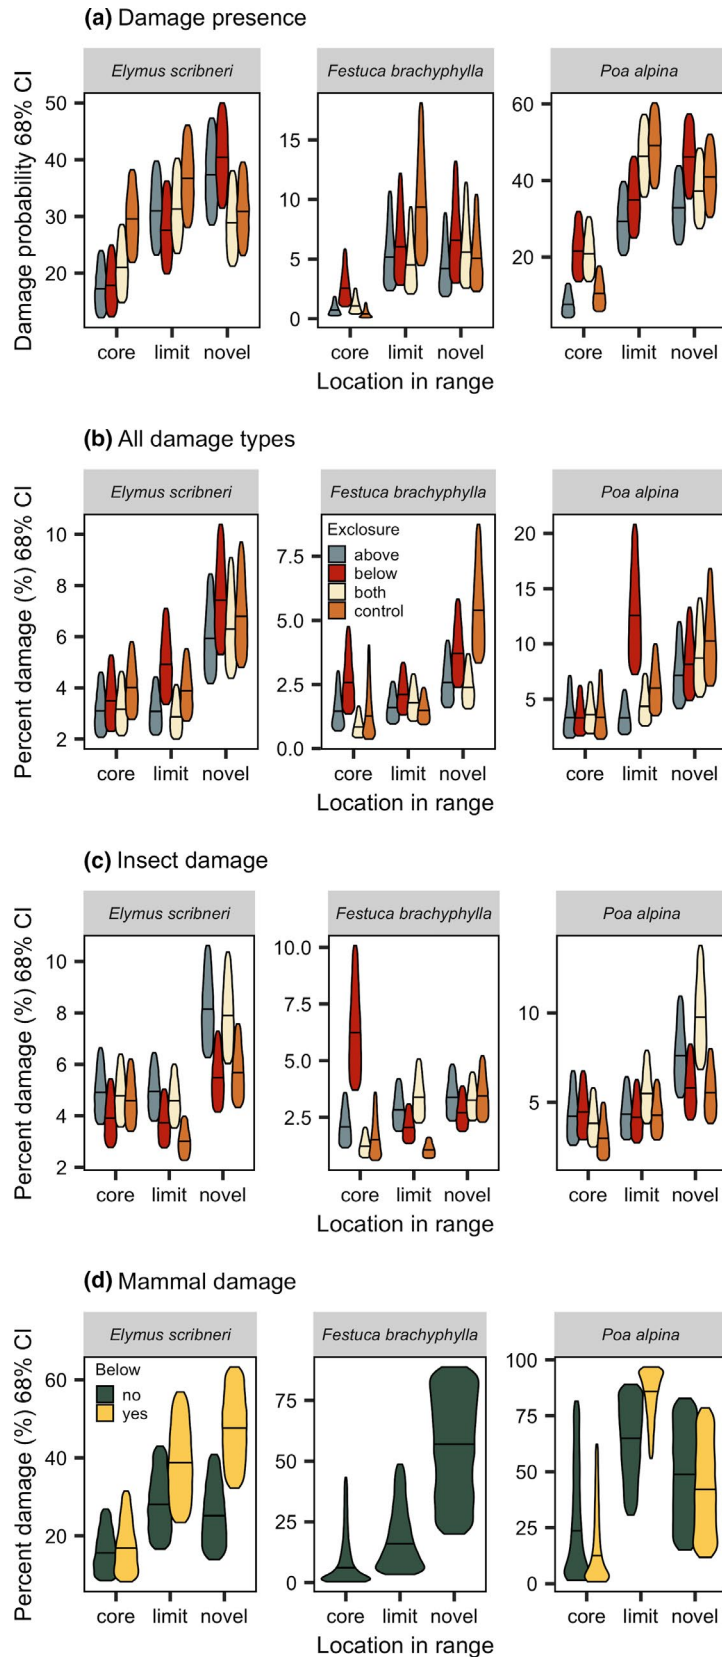 (a) Damage presence
Elymus scribneri
Festuca brachyphylla
Poa alpina
Damage probability 68% CI
50
40
30
20
15
10
5
0
60
40
20
core limit novel
core limit novel
core limit novel
Location in range
(b) All damage types
Elymus scribneri
Festuca brachyphylla
Poa alpina
Percent damage (%) 68% CI
10
8
6
4
2
7.5
5.0
2.5
0.0
Exclosure
above
below
both
control
20
15
10
5
core limit novel
core limit novel
core limit novel
Location in range
(c) Insect damage
Elymus scribneri
Festuca brachyphylla
Poa alpina
Percent damage (%) 68% CI
10
8
6
4
2
10.0
7.5
5.0
2.5
10
5
core limit novel
core limit novel
core limit novel
Location in range
(d) Mammal damage
Elymus scribneri
Festuca brachyphylla
Poa alpina
Percent damage (%) 68% CI
60
40
20
Below
no
yes
75
50
25
0
100
75
50
25
0
core limit novel
core limit novel
core limit novel
Location in range